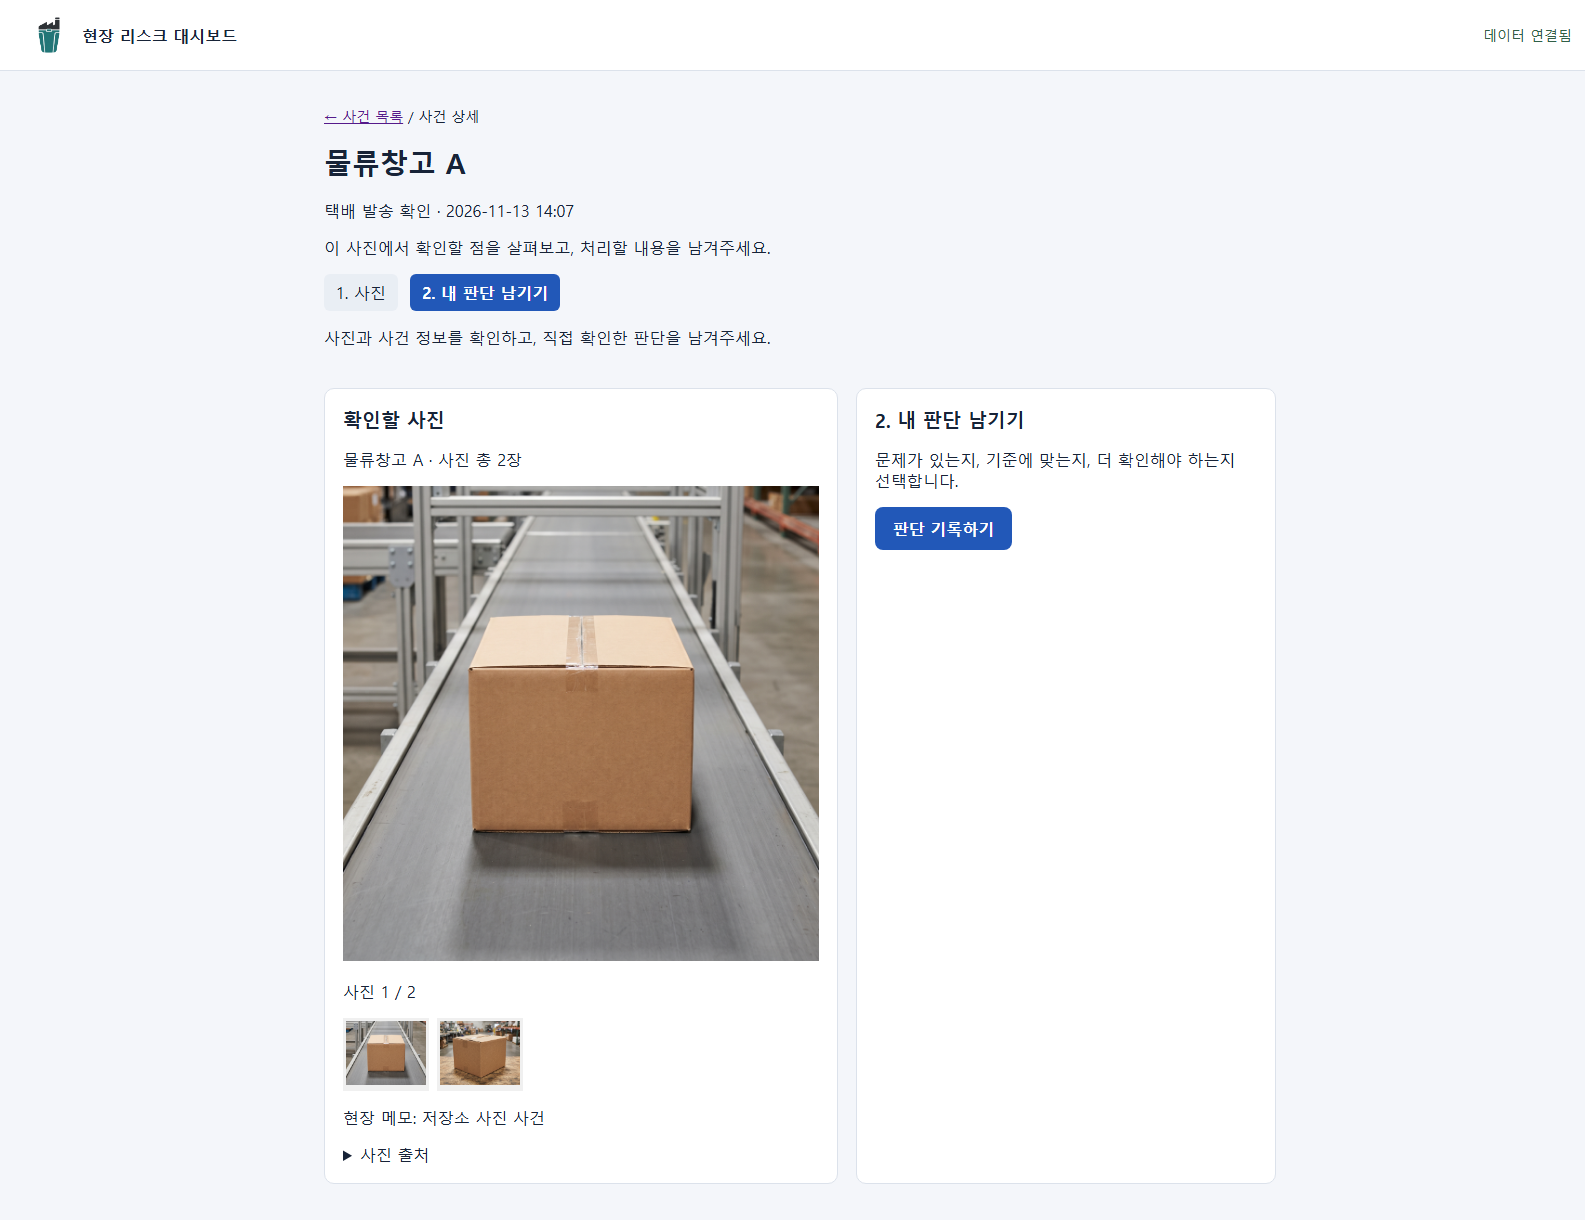 현장 리스크 대시보드
데이터 연결됨
← 사건 목록 / 사건 상세
물류창고 A
택배 발송 확인 · 2026-11-13 14:07
이 사진에서 확인할 점을 살펴보고, 처리할 내용을 남겨주세요.
1. 사진
2. 내 판단 남기기
사진과 사건 정보를 확인하고, 직접 확인한 판단을 남겨주세요.
확인할 사진
물류창고 A · 사진 총 2장
사진 1 / 2
현장 메모: 저장소 사진 사건
▶ 사진 출처
2. 내 판단 남기기
문제가 있는지, 기준에 맞는지, 더 확인해야 하는지
선택합니다.
판단 기록하기